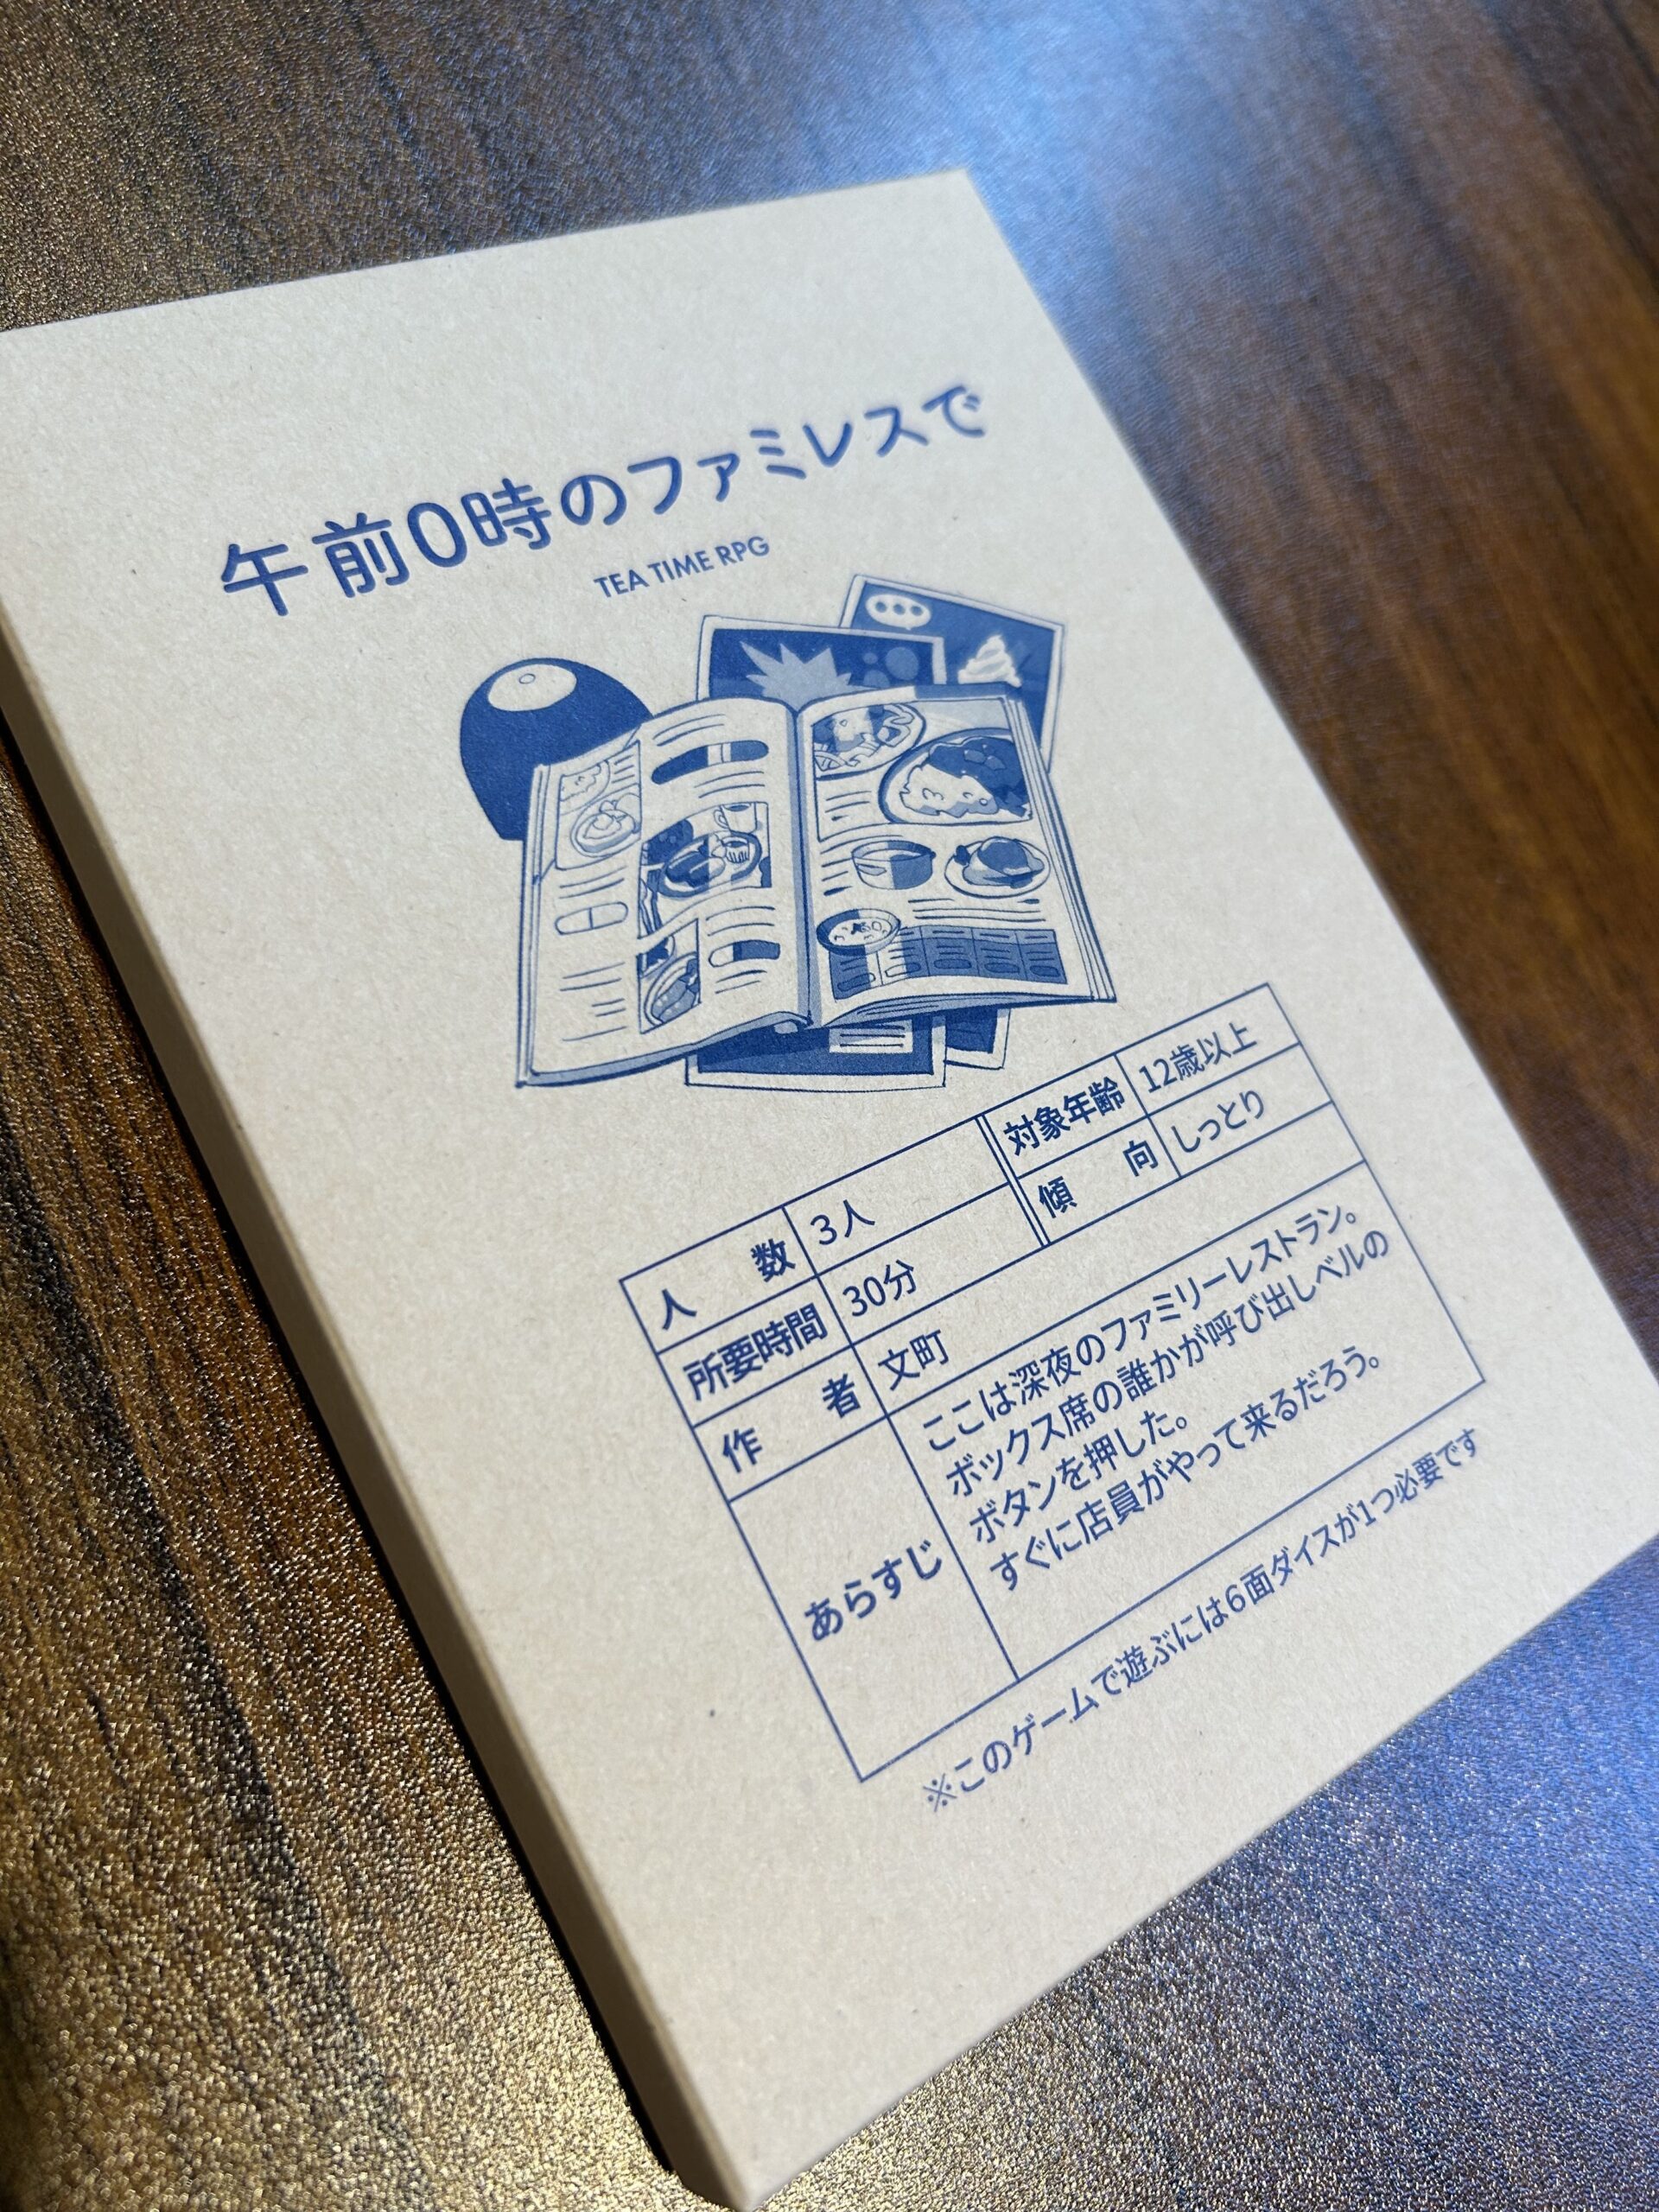 午前0時のファミレスで
TEA TIME RPG
人数 3人 対象年齢 12歳以上
所要時間 30分 傾向 しっとり
作者 文町
あらすじ
ここは深夜のファミリーレストラン。
ボックス席の誰かが呼び出しベルの
ボタンを押した。
すぐに店員がやって来るだろう。
※このゲームで遊ぶには6面ダイスが1つ必要です